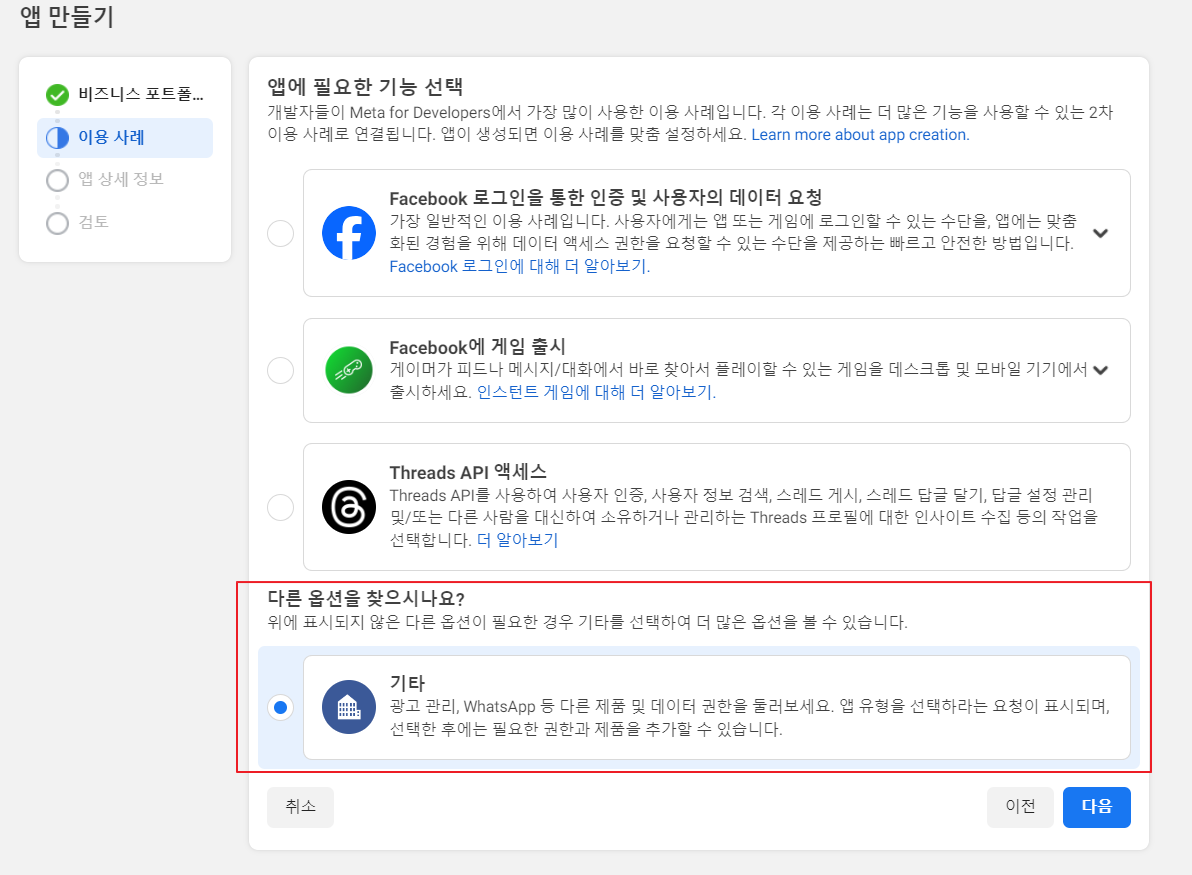 앱 만들기
비즈니스 포트폴...
이용 사례
앱 상세 정보
검토
앱에 필요한 기능 선택
개발자들이 Meta for Developers에서 가장 많이 사용한 이용 사례입니다. 각 이용 사례는 더 많은 기능을 사용할 수 있는 2차
이용 사례로 연결됩니다. 앱이 생성되면 이용 사례를 맞춤 설정하세요. Learn more about app creation.
Facebook 로그인을 통한 인증 및 사용자의 데이터 요청
가장 일반적인 이용 사례입니다. 사용자에게는 앱 또는 게임에 로그인할 수 있는 수단을, 앱에는 맞춤
화된 경험을 위해 데이터 액세스 권한을 요청할 수 있는 수단을 제공하는 빠르고 안전한 방법입니다.
Facebook 로그인에 대해 더 알아보기.
Facebook에 게임 출시
게이머가 피드나 메시지/대화에서 바로 찾아서 플레이할 수 있는 게임을 데스크톱 및 모바일 기기에서
출시하세요. 인스턴트 게임에 대해 더 알아보기.
Threads API 액세스
Threads API를 사용하여 사용자 인증, 사용자 정보 검색, 스레드 게시, 스레드 답글 달기, 답글 설정 관리
및/또는 다른 사람을 대신하여 소유하거나 관리하는 Threads 프로필에 대한 인사이트 수집 등의 작업을
선택합니다. 더 알아보기
다른 옵션을 찾으시나요?
위에 표시되지 않은 다른 옵션이 필요한 경우 기타를 선택하여 더 많은 옵션을 볼 수 있습니다.
기타
광고 관리, WhatsApp 등 다른 제품 및 데이터 권한을 둘러보세요. 앱 유형을 선택하라는 요청이 표시되며,
선택한 후에는 필요한 권한과 제품을 추가할 수 있습니다.
취소
이전
다음